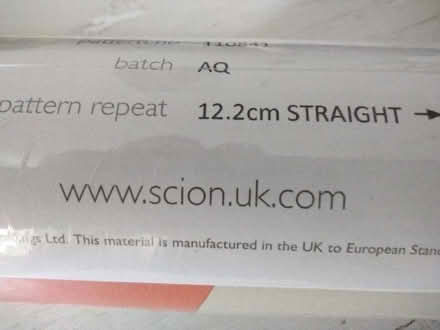 batch AQ
pattern repeat 12.2cm STRAIGHT →
www.scion.uk.com
Ltd. This material is manufactured in the UK to European